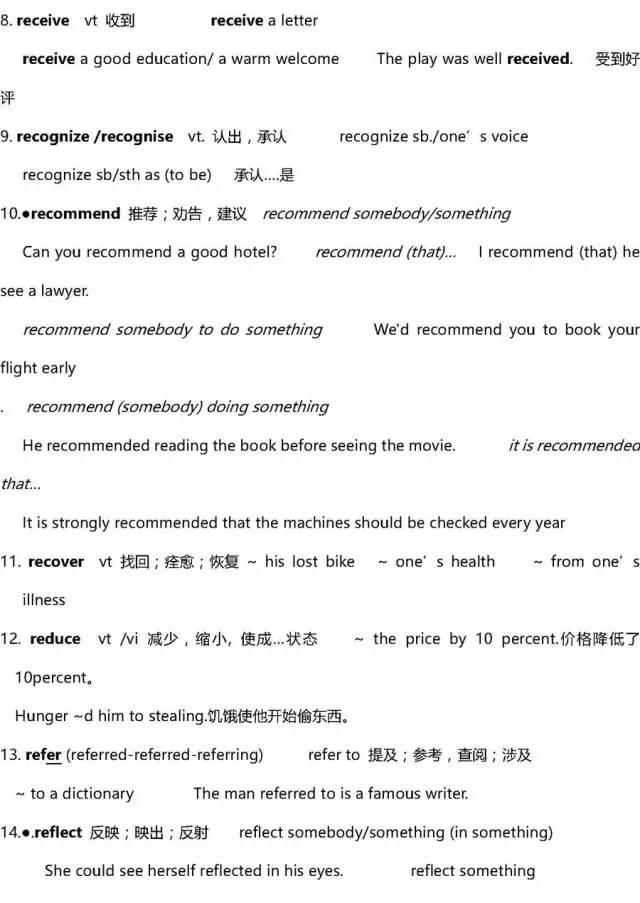 8. receive vt 收到 receive a letter
receive a good education/ a warm welcome The play was well received. 受到好
评
9. recognize /recognise vt. 认出，承认 recognize sb./one’s voice
recognize sb/sth as (to be) 承认....是
10.●recommend 推荐；劝告，建议 recommend somebody/something
Can you recommend a good hotel? recommend (that)... I recommend (that) he
see a lawyer.
recommend somebody to do something We'd recommend you to book your
flight early
. recommend (somebody) doing something
He recommended reading the book before seeing the movie. it is recommended
that...
It is strongly recommended that the machines should be checked every year
11. recover vt 找回；痊愈；恢复 ~ his lost bike ~ one’s health ~ from one’s
illness
12. reduce vt /vi 减少，缩小, 使成...状态 ~ the price by 10 percent.价格降低了
10percent。
Hunger ~d him to stealing.饥饿使他开始偷东西。
13. refer (referred-referred-referring) refer to 提及；参考，查阅；涉及
~ to a dictionary The man referred to is a famous writer.
14.●.reflect 反映；映出；反射 reflect somebody/something (in something)
She could see herself reflected in his eyes. reflect something